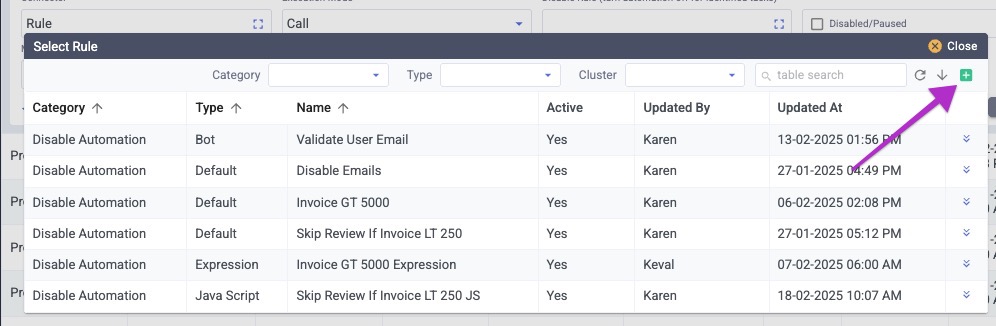 Rule
Call
Disabled/Paused
Select Rule
Close
Category
Type
Cluster
table search
Category Type Name Active Updated By Updated At
Disable Automation Bot Validate User Email Yes Karen 13-02-2025 01:56 PM
Disable Automation Default Disable Emails Yes Karen 27-01-2025 04:49 PM
Disable Automation Default Invoice GT 5000 Yes Karen 06-02-2025 02:08 PM
Disable Automation Default Skip Review If Invoice LT 250 Yes Karen 27-01-2025 05:12 PM
Disable Automation Expression Invoice GT 5000 Expression Yes Keval 07-02-2025 06:00 AM
Disable Automation Java Script Skip Review If Invoice LT 250 JS Yes Karen 18-02-2025 10:07 AM